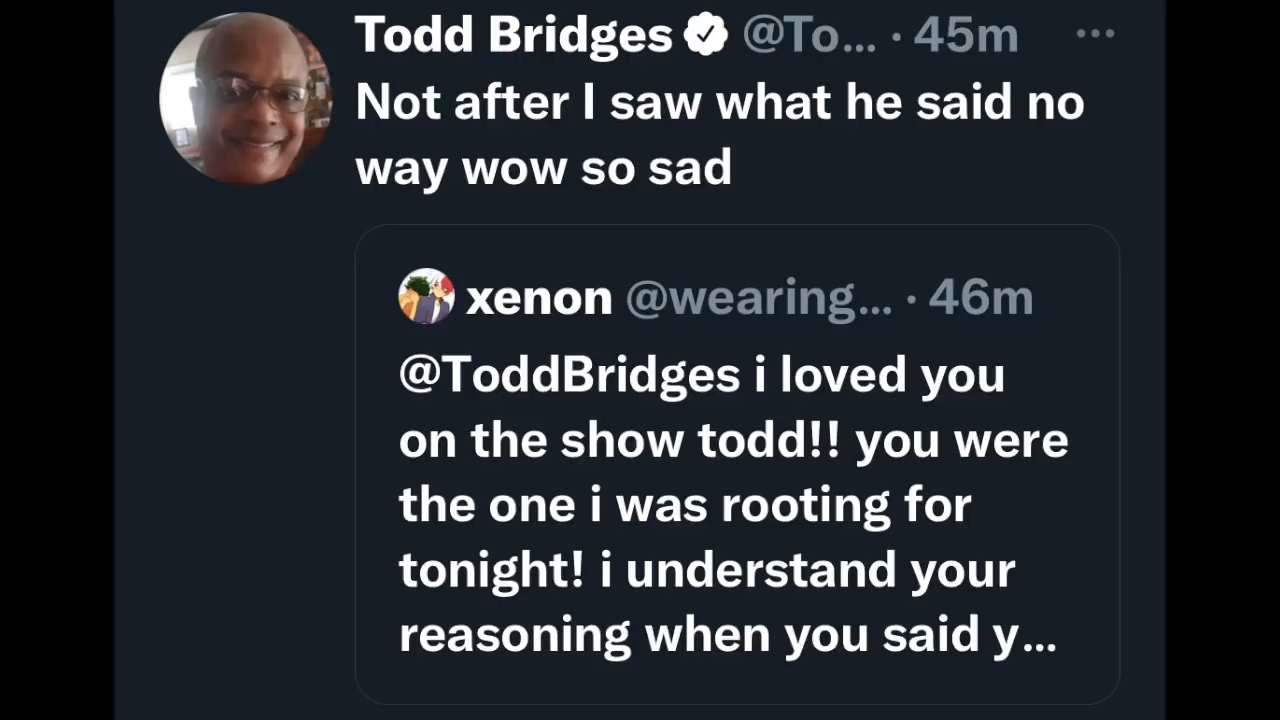 Todd Bridges @To... · 45m ...
Not after I saw what he said no
way wow so sad
xenon @wearing... · 46m
@ToddBridges i loved you
on the show todd!! you were
the one i was rooting for
tonight! i understand your
reasoning when you said y...